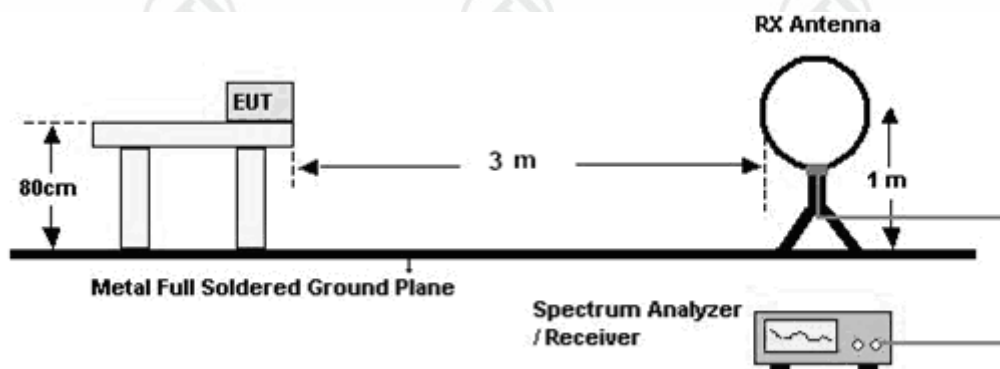 RX Antenna
EUT
3 m
80cm
1 m
Metal Full Soldered Ground Plane
Spectrum Analyzer
/ Receiver